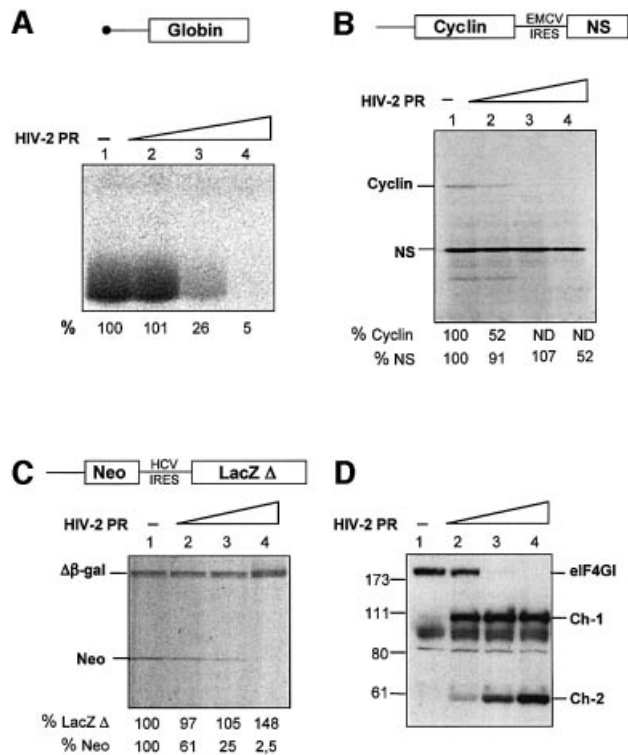 A
Globin
HIV-2 PR –
1 2 3 4
% 100 101 26 5
B
Cyclin EMCV IRES NS
HIV-2 PR –
1 2 3 4
Cyclin
NS
% Cyclin 100 52 ND ND
% NS 100 91 107 52
C
Neo HCV IRES LacZ Δ
HIV-2 PR –
1 2 3 4
Δβ-gal
Neo
% LacZ Δ 100 97 105 148
% Neo 100 61 25 2,5
D
HIV-2 PR –
1 2 3 4
eIF4GI
173
111
Ch-1
80
61
Ch-2